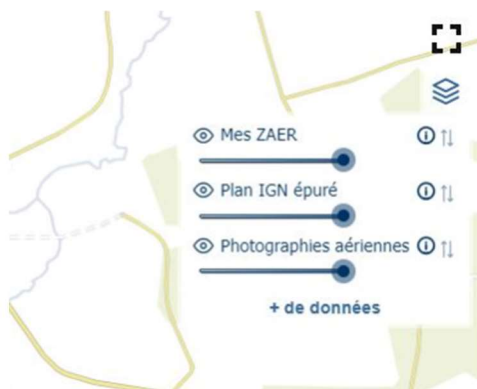 Mes ZAER
Plan IGN épuré
Photographies aériennes
+ de données